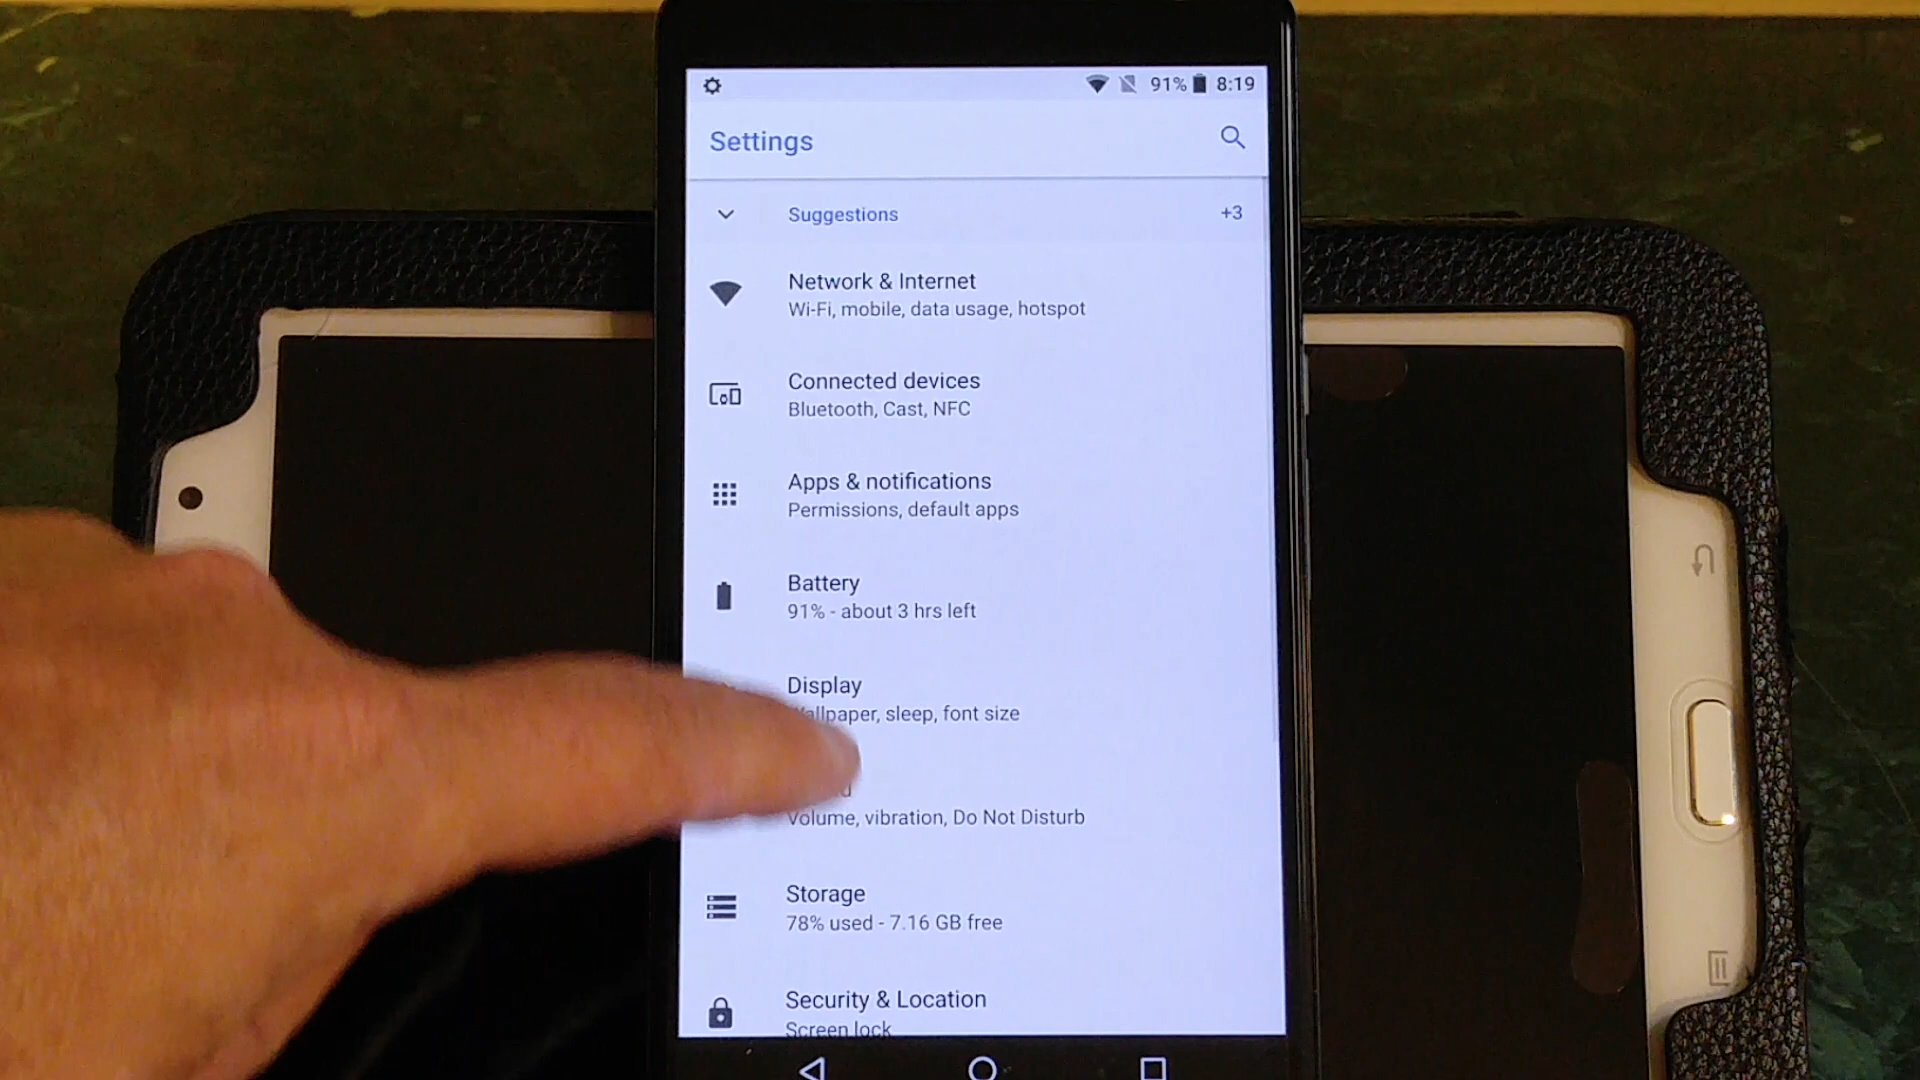 91% 8:19
Settings
Suggestions +3
Network & Internet
Wi-Fi, mobile, data usage, hotspot
Connected devices
Bluetooth, Cast, NFC
Apps & notifications
Permissions, default apps
Battery
91% - about 3 hrs left
Display
Wallpaper, sleep, font size
Volume, vibration, Do Not Disturb
Storage
78% used - 7.16 GB free
Security & Location
Screen lock